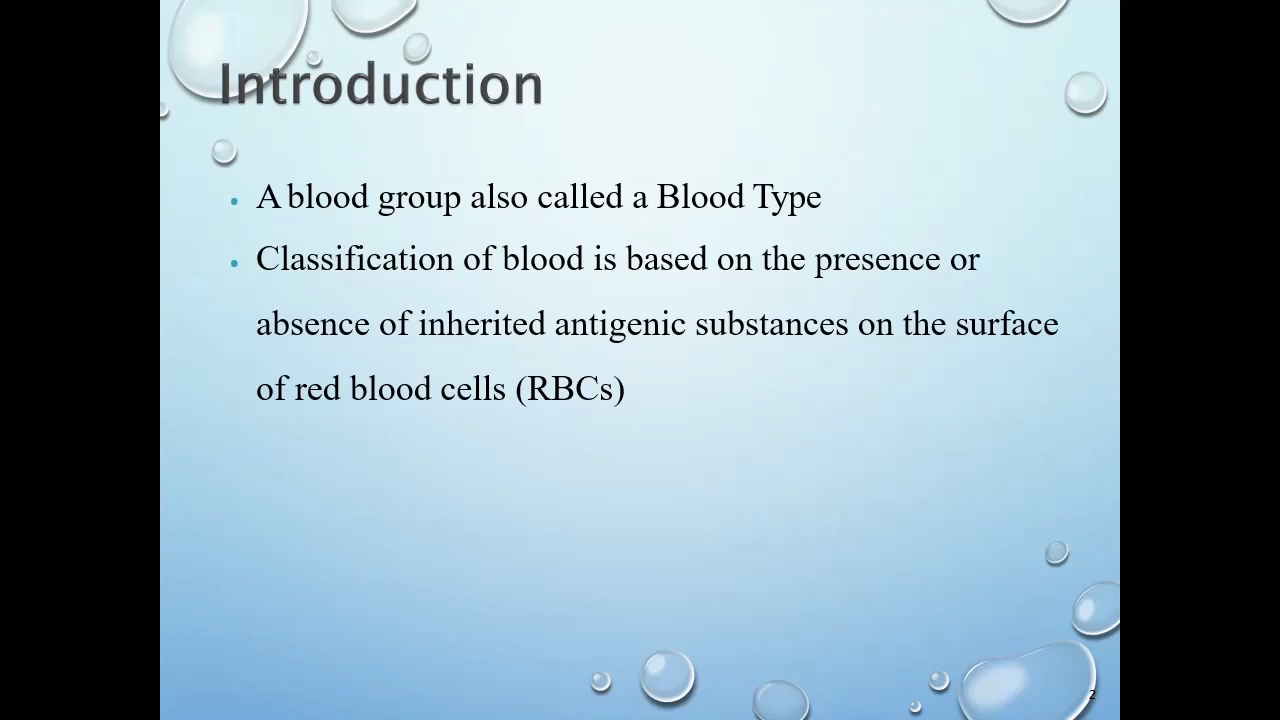 Introduction
• A blood group also called a Blood Type
• Classification of blood is based on the presence or
absence of inherited antigenic substances on the surface
of red blood cells (RBCs)
2